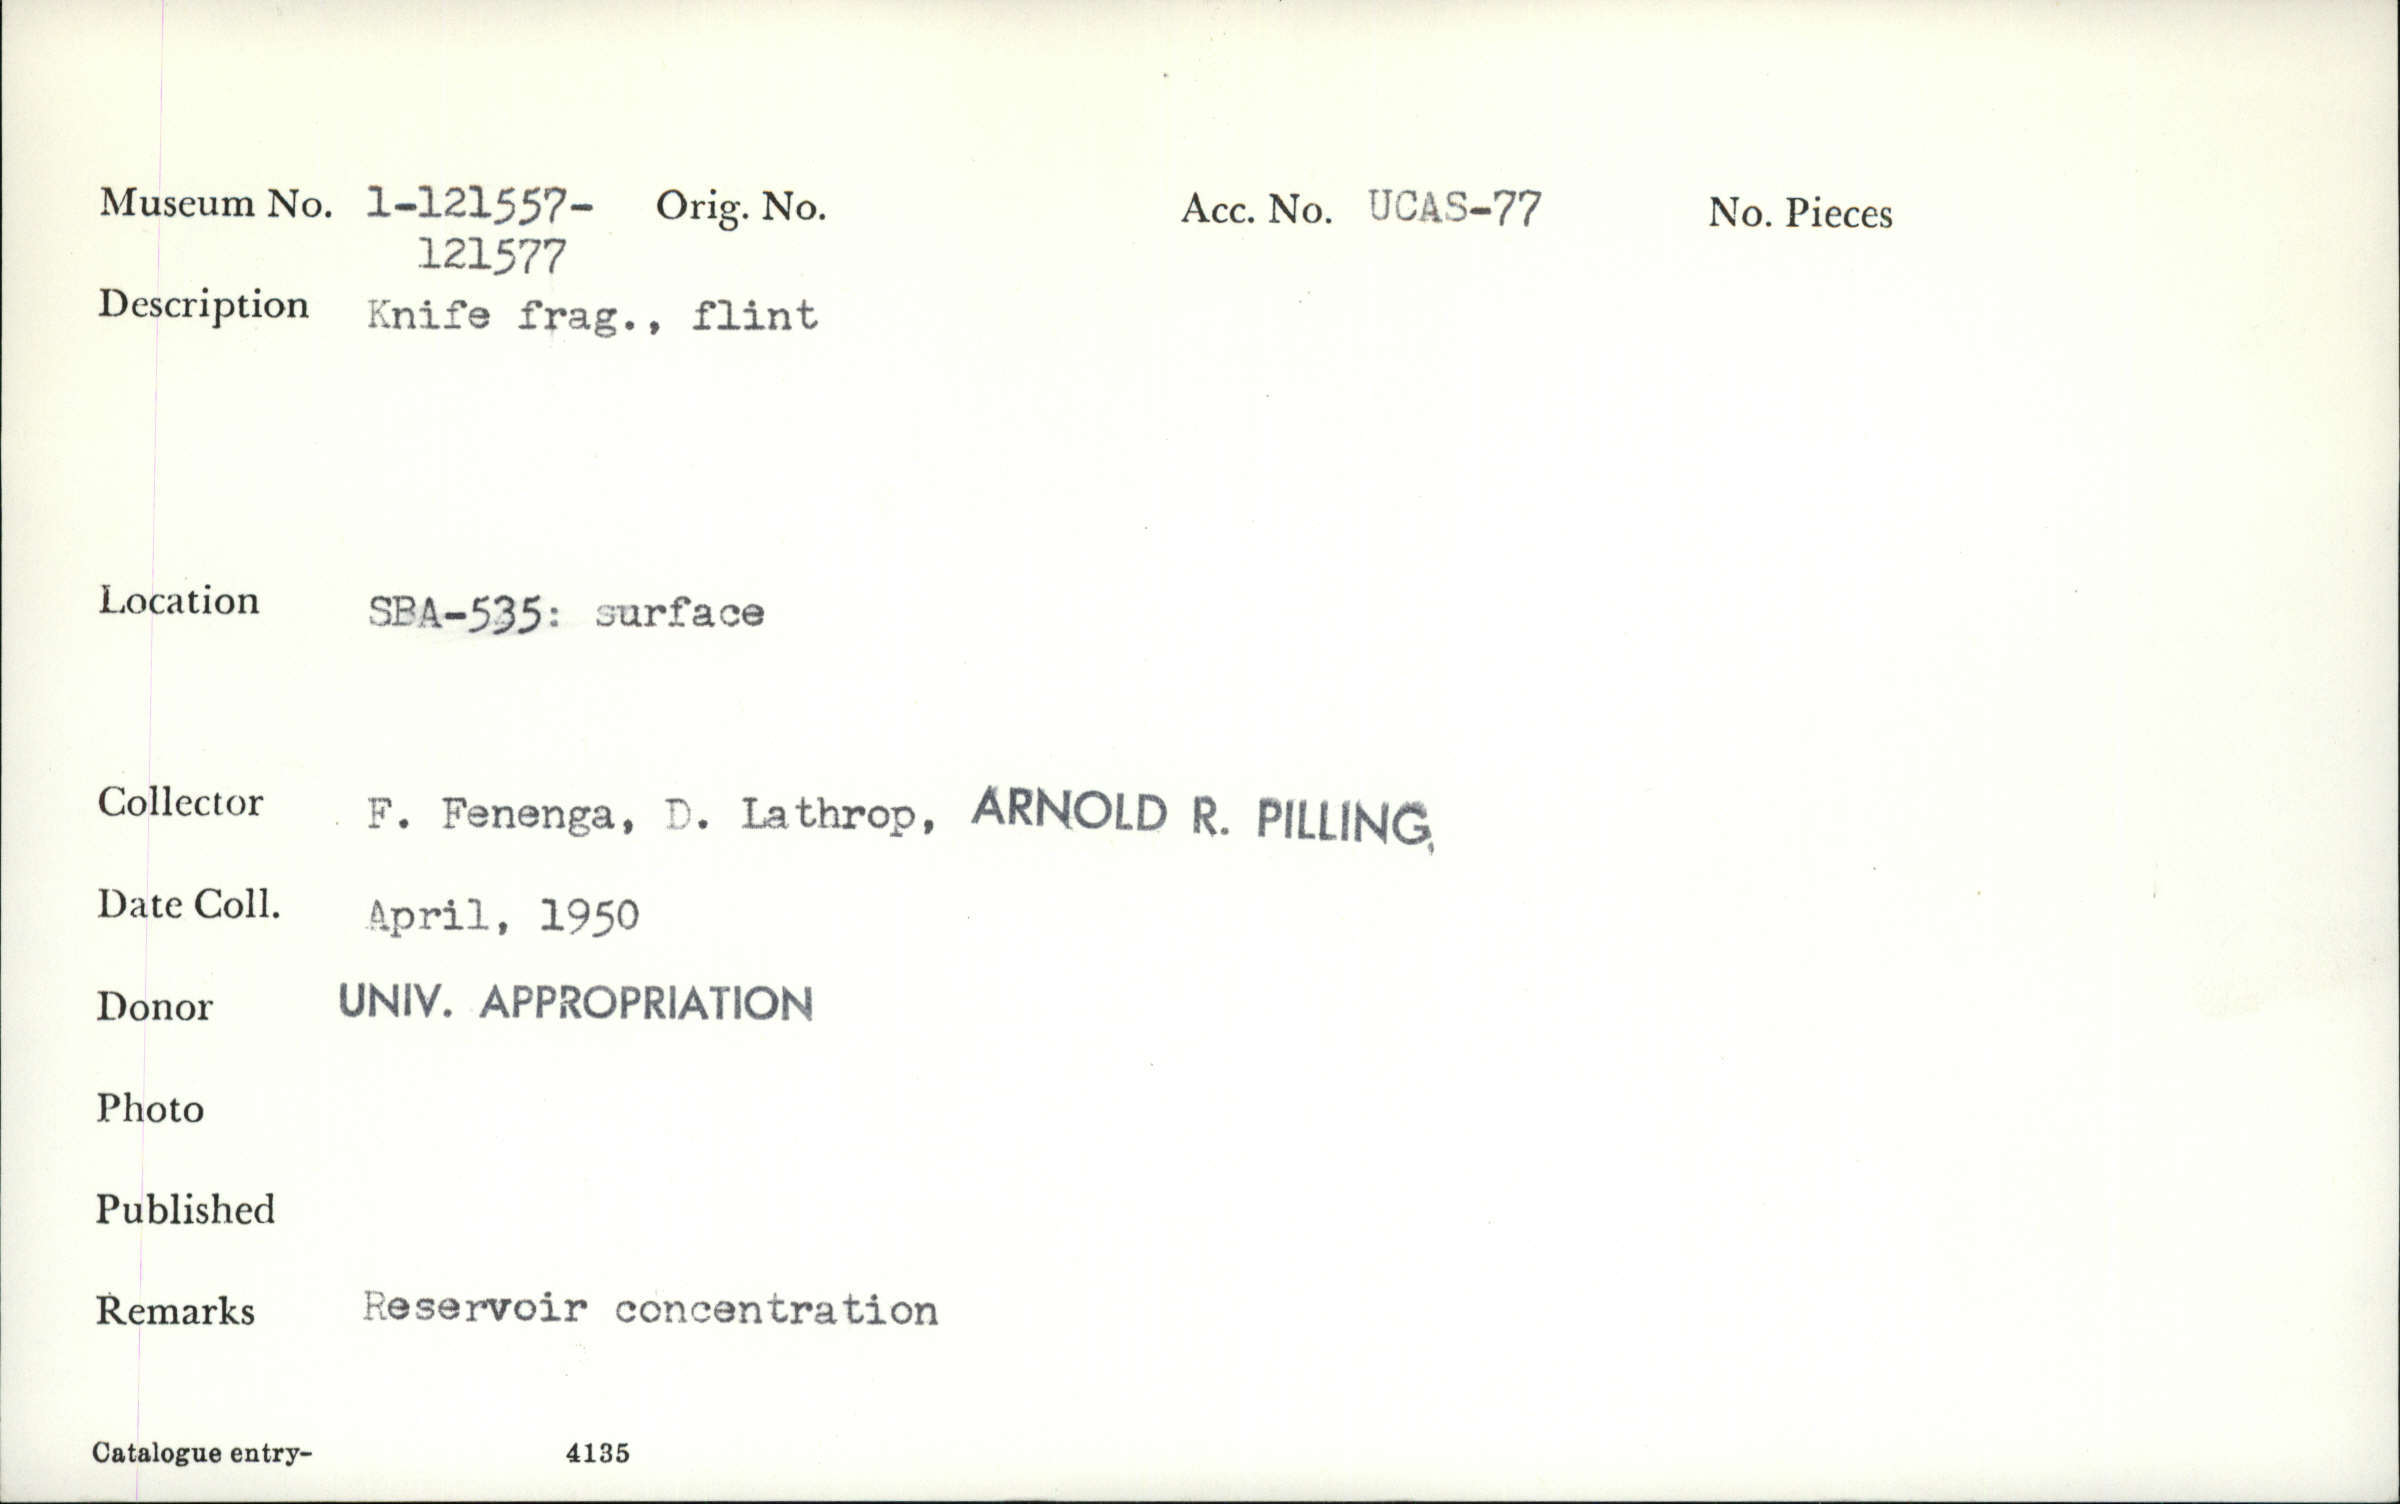 Museum No. 1-121557- Orig. No. Acc. No. UCAS-77 No. Pieces
121577
Description Knife frag., flint
Location SBA-535: surface
Collector F. Fenenga, D. Lathrop, ARNOLD R. PILLING,
Date Coll. April, 1950
Donor UNIV. APPROPRIATION
Photo
Published
Remarks Reservoir concentration
Catalogue entry- 4135